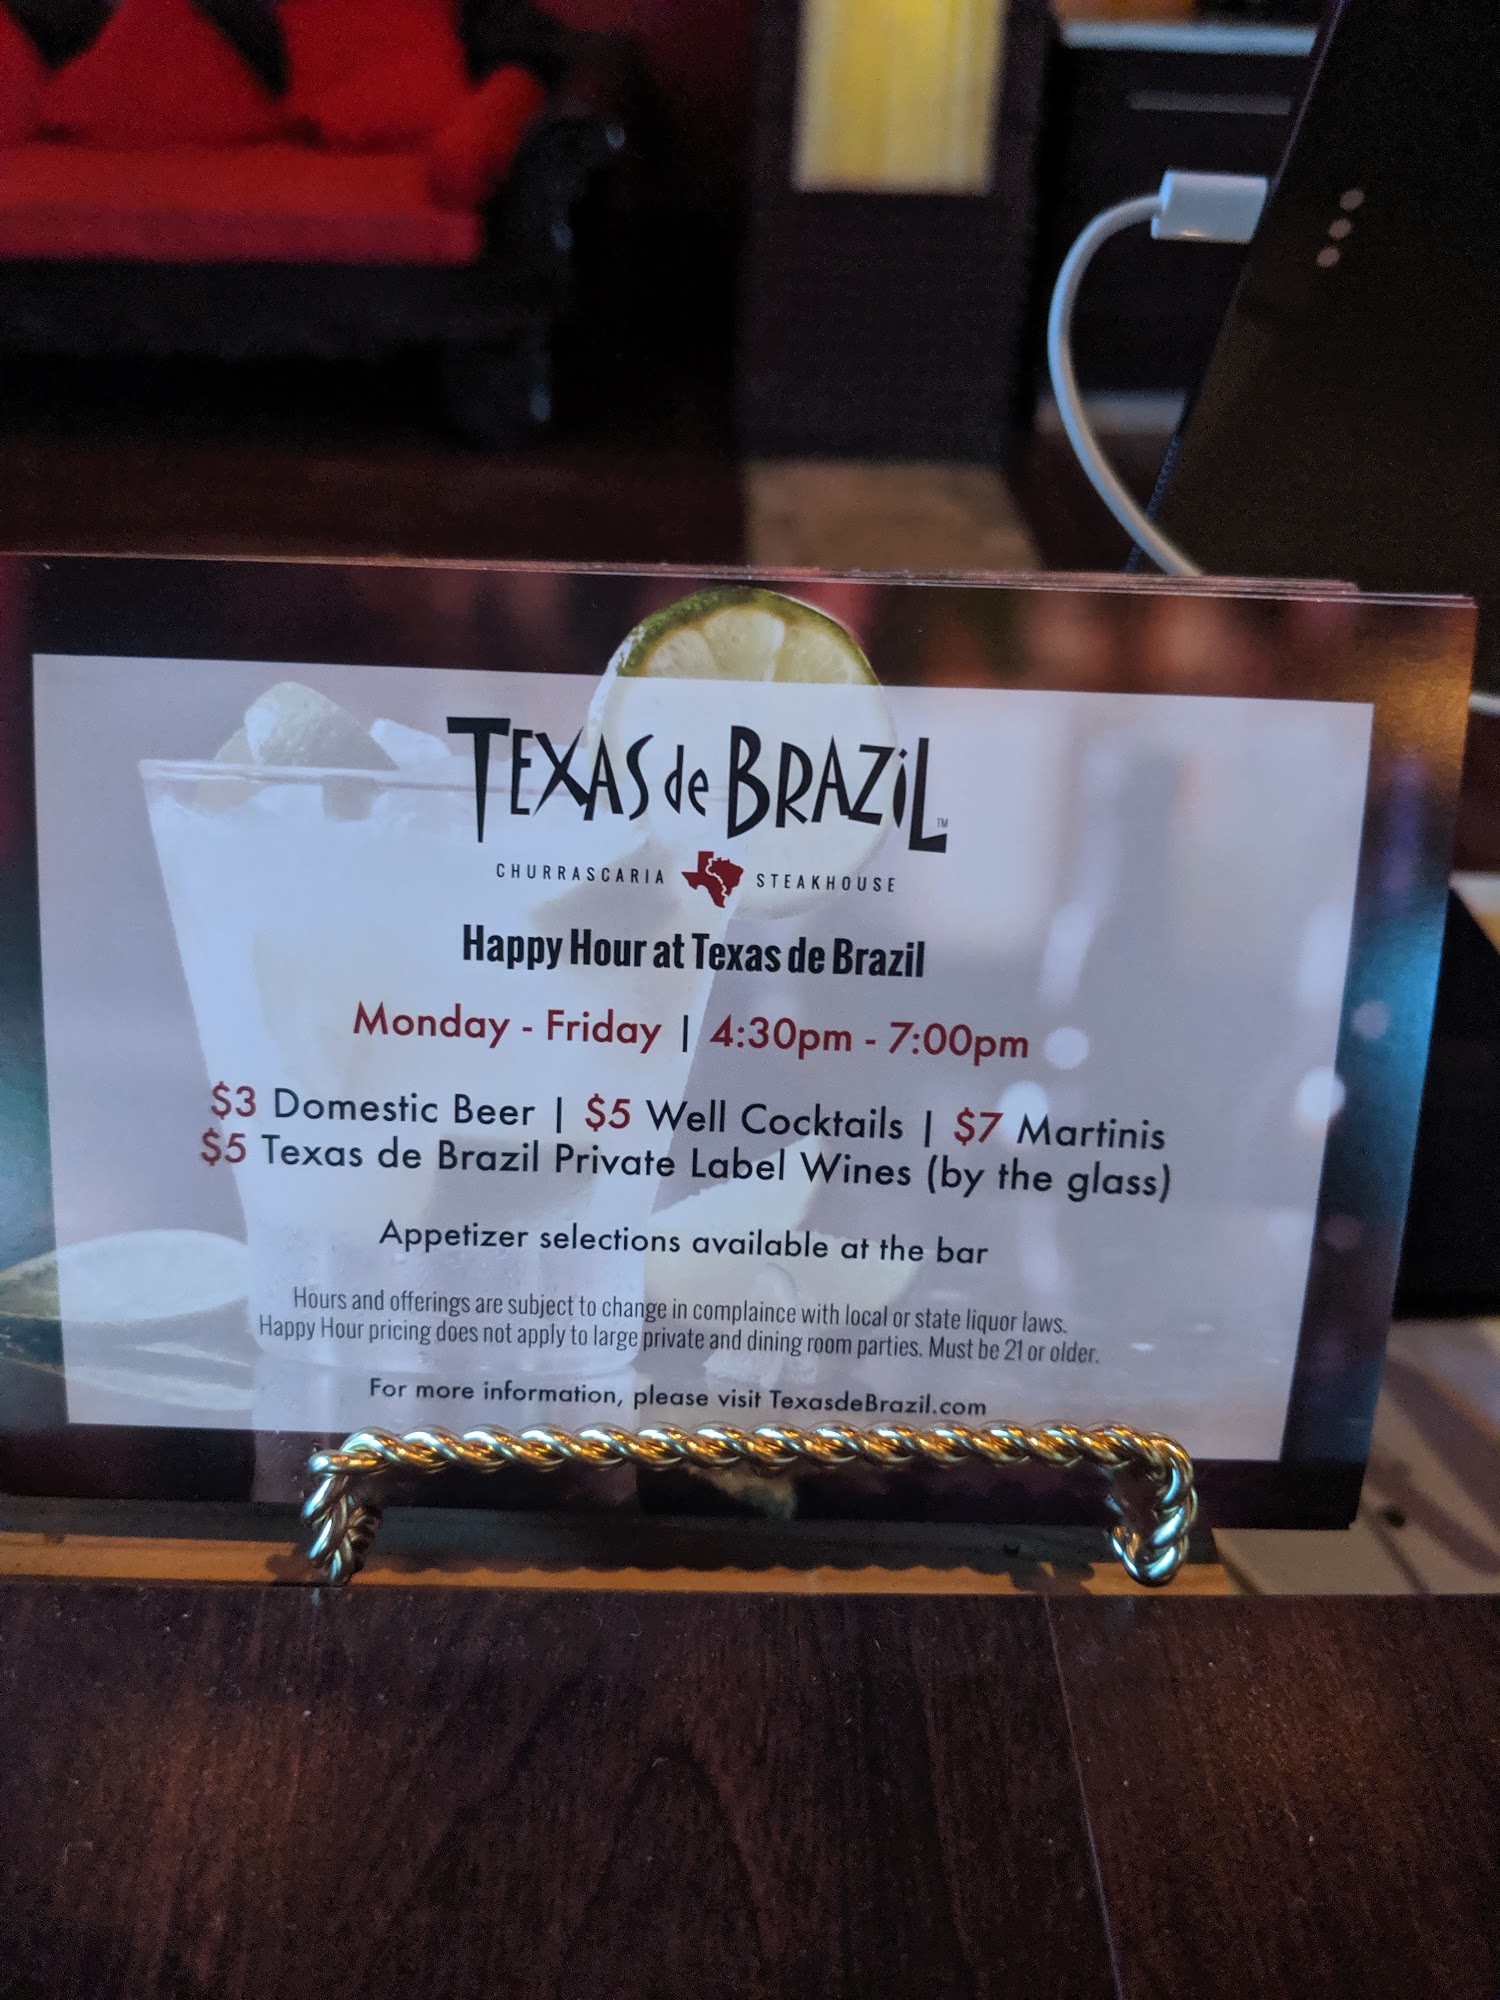 TEXAS de BRAZiL™
CHURRASCARIA STEAKHOUSE
Happy Hour at Texas de Brazil
Monday - Friday | 4:30pm - 7:00pm
$3 Domestic Beer | $5 Well Cocktails | $7 Martinis
$5 Texas de Brazil Private Label Wines (by the glass)
Appetizer selections available at the bar
Hours and offerings are subject to change in complaince with local or state liquor laws.
Happy Hour pricing does not apply to large private and dining room parties. Must be 21 or older.
For more information, please visit TexasdeBrazil.com